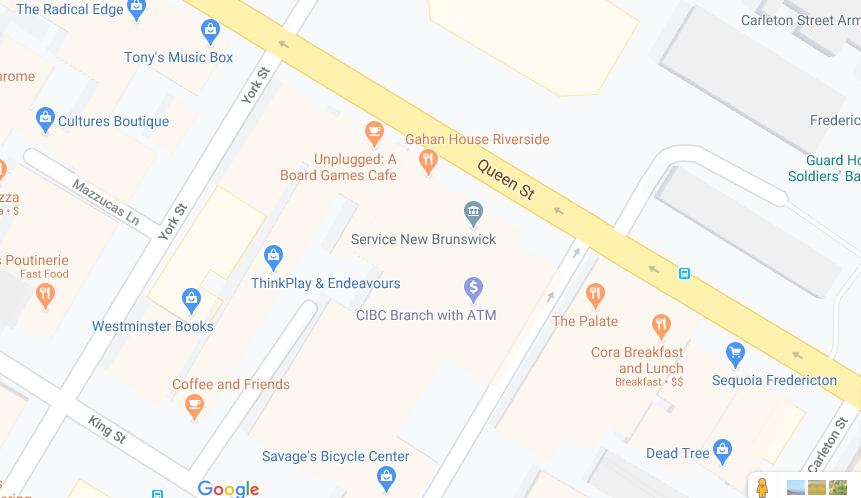 The Radical Edge
Carleton Street Arm
Tony's Music Box
York St
Cultures Boutique
Frederic
Gahan House Riverside
Unplugged: A
Board Games Cafe
Queen St
Guard Ho
Soldiers' Ba
Mazzucas Ln
zza
a • $
York St
Service New Brunswick
s Poutinerie
Fast Food
ThinkPlay & Endeavours
CIBC Branch with ATM
Westminster Books
The Palate
Cora Breakfast
and Lunch
Breakfast • $$
Sequoia Fredericton
Coffee and Friends
King St
Savage's Bicycle Center
Dead Tree
Carleton St
Google